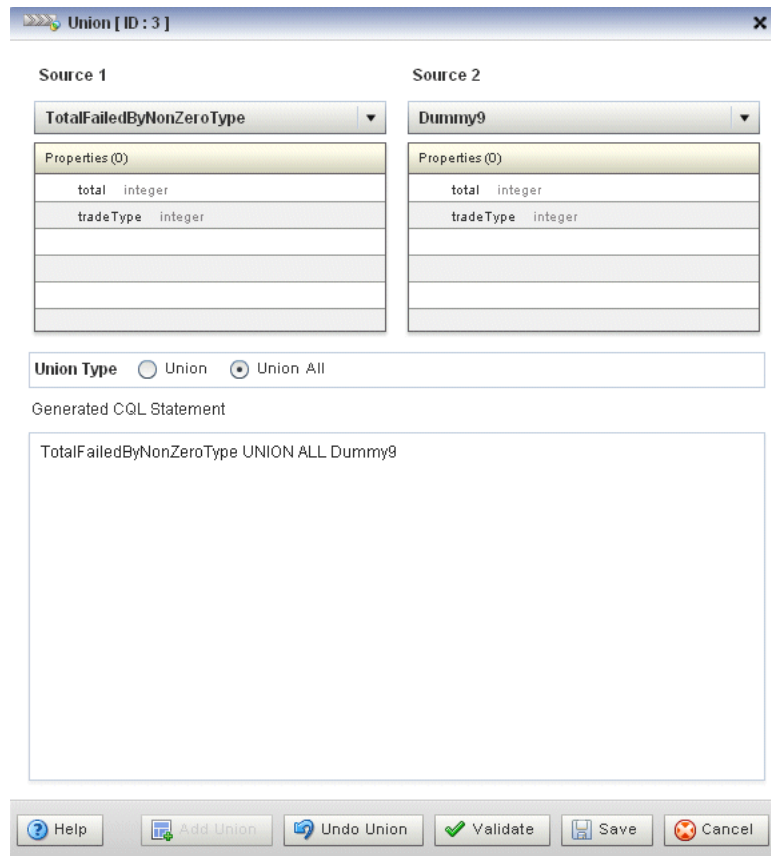 Union [ ID : 3 ]
Source 1
Source 2
TotalFailedByNonZeroType
Dummy9
Properties (0)
Properties (0)
total integer
total integer
tradeType integer
tradeType integer
Union Type Union Union All
Generated CQL Statement
TotalFailedByNonZeroType UNION ALL Dummy9
Help Add Union Undo Union Validate Save Cancel